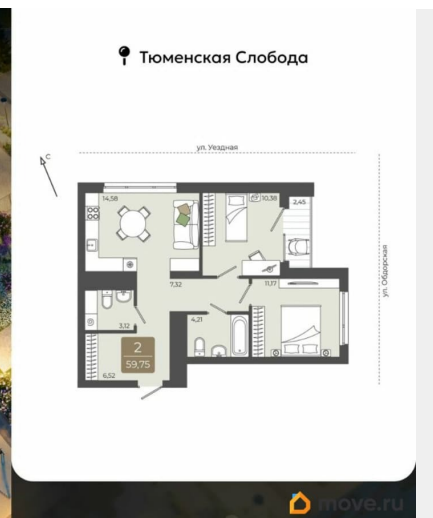 Тюменская Слобода
ул. Уездная
С
14,58
10,38
2,45
ул. Обдорская
7,32
11,17
3,12
4,21
2
59,75
6,52
move.ru